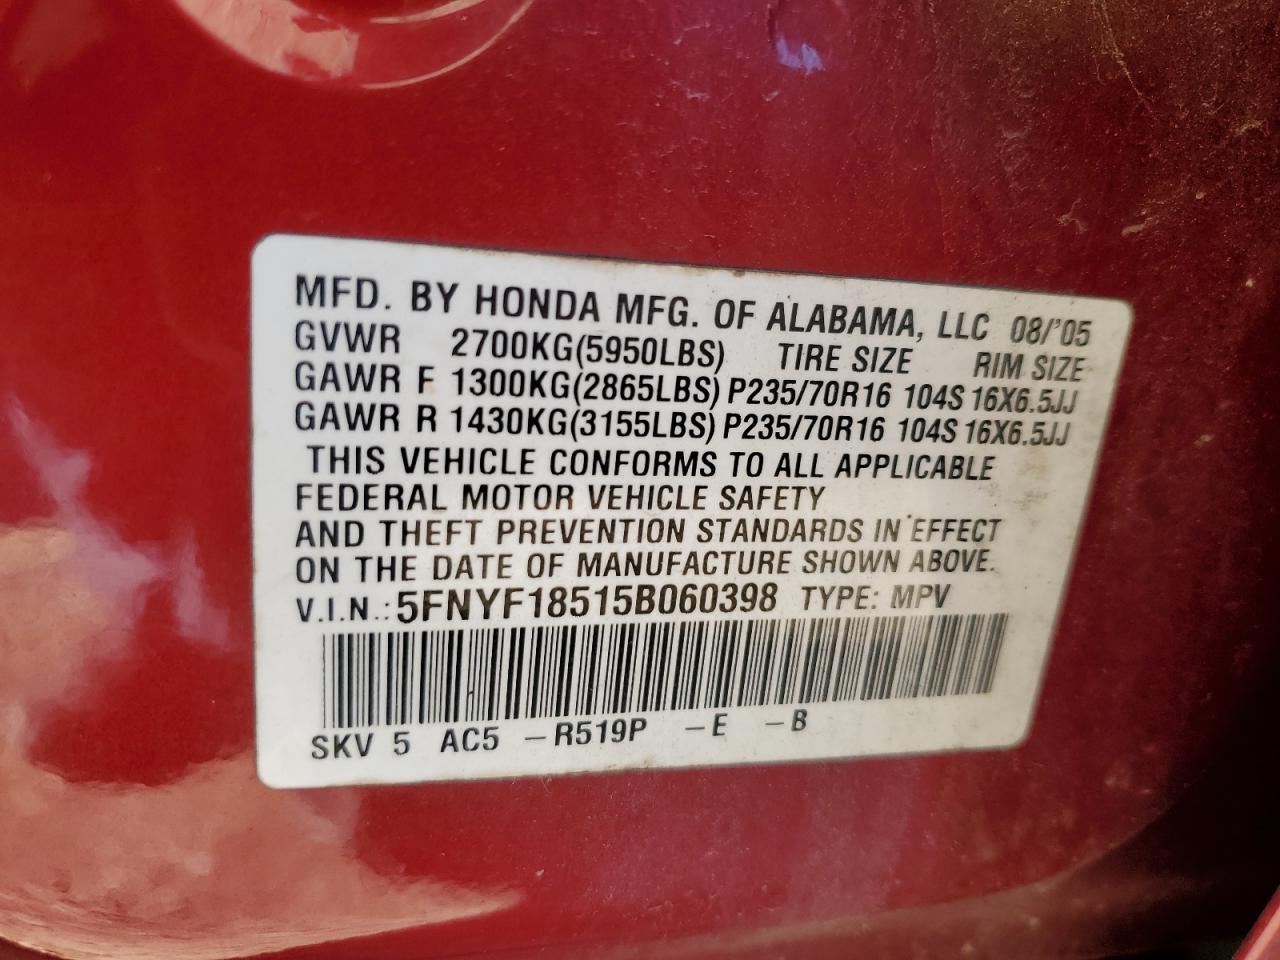 MFD. BY HONDA MFG. OF ALABAMA, LLC 08/'05
GVWR 2700KG(5950LBS) TIRE SIZE RIM SIZE
GAWR F 1300KG(2865LBS) P235/70R16 104S 16X6.5JJ
GAWR R 1430KG(3155LBS) P235/70R16 104S 16X6.5JJ
THIS VEHICLE CONFORMS TO ALL APPLICABLE
FEDERAL MOTOR VEHICLE SAFETY
AND THEFT PREVENTION STANDARDS IN EFFECT
ON THE DATE OF MANUFACTURE SHOWN ABOVE.
V.I.N.: 5FNYF18515B060398 TYPE: MPV
SKV 5 AC5 -R519P -E -B